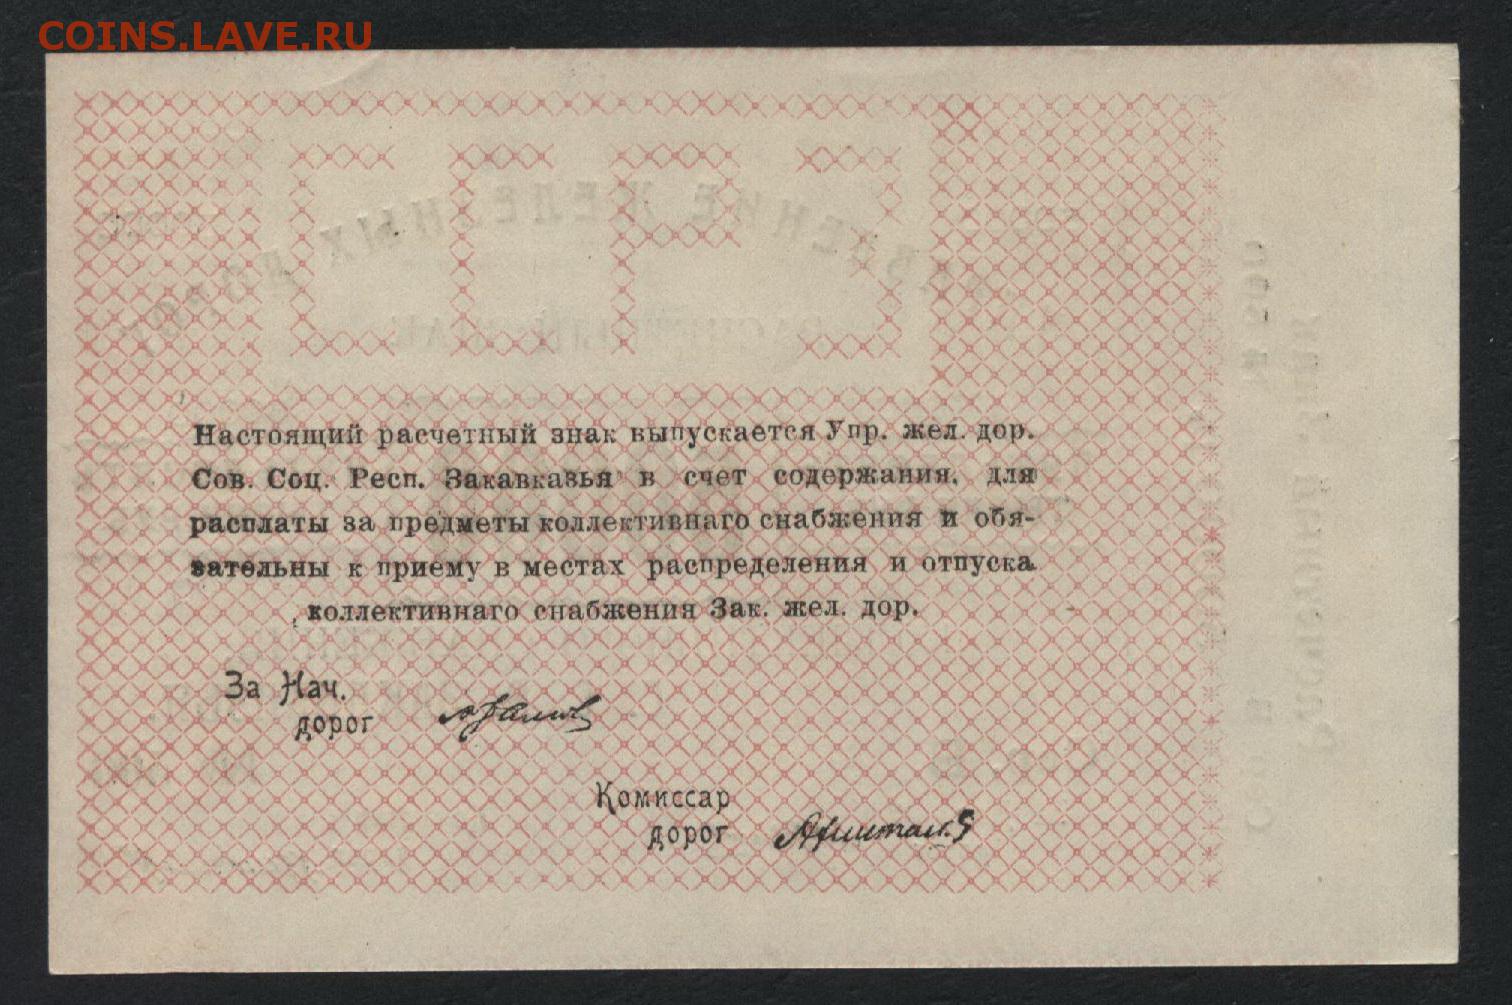 COINS.LAVE.RU
Настоящий расчетный знак выпускается Упр. жел. дор.
Сов. Соц. Респ. Закавказья в счет содержания, для
расплаты за предметы коллективнаго снабжения и обя-
зательны к приему в местах распределения и отпуска
коллективнаго снабжения Зак. жел. дор.
За Нач.
дорог
Комиссар
дорог